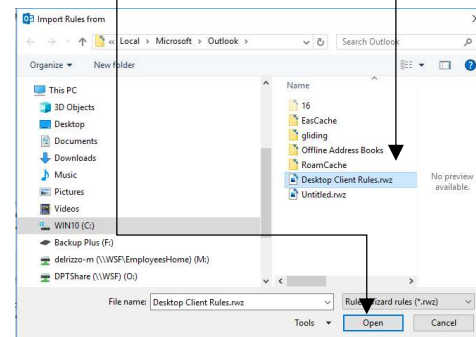 Import Rules from
« Local > Microsoft > Outlook >
Search Outlook
Organize
New folder
This PC
3D Objects
Desktop
Documents
Downloads
Music
Pictures
Videos
WIN10 (C:)
Backup Plus (F:)
delrizzo-m (\\WSF\EmployeesHome) (M:)
DPTShare (\\WSF) (O:)
Name
16
EasCache
gliding
Offline Address Books
RoamCache
Desktop Client Rules.rwz
Untitled.rwz
No preview
available.
File name: Desktop Client Rules.rwz
Rules Wizard rules (*.rwz)
Tools
Open
Cancel